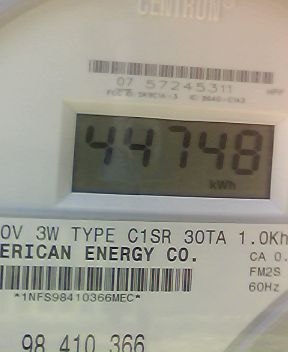 CENTRON®
07 57245311
44748
kWh
0V 3W TYPE C1SR 30TA 1.0Kh
ERICAN ENERGY CO.
CA 0.
FM2S
60Hz
*1NFS98410366MEC*
98 410 366